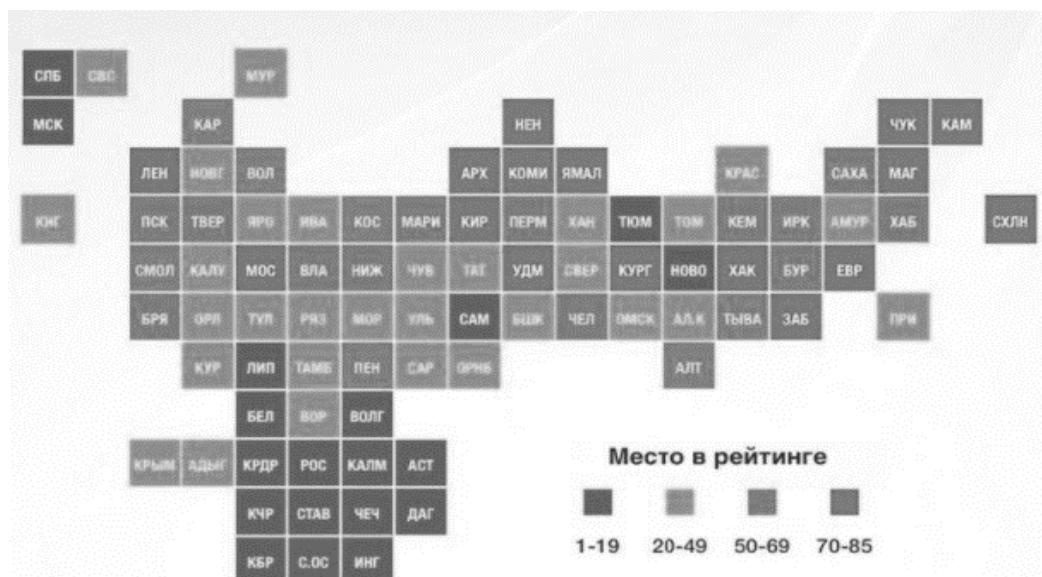 СПБ СВС МУР
МСК КАР НЕН ЧУК КАМ
ЛЕН НОВГ ВОЛ АРХ КОМИ ЯМАЛ КРАС САХА МАГ
КНГ ПСК ТВЕР ЯРО ИВА КОС МАРИ КИР ПЕРМ ХАН ТЮМ ТОМ КЕМ ИРК АМУР ХАБ СХЛН
СМОЛ КАЛУ МОС ВЛА НИЖ ЧУВ ТАТ УДМ СВЕР КУРГ НОВО ХАК БУР ЕВР
БРЯ ОРЛ ТУЛ РЯЗ МОР УЛЬ САМ БШК ЧЕЛ ОМСК АЛ.К ТЫВА ЗАБ ПРИ
КУР ЛИП ТАМБ ПЕН САР ОРНБ АЛТ
БЕЛ ВОР ВОЛГ
КРЫМ АДЫГ КРДР РОС КАЛМ АСТ
КЧР СТАВ ЧЕЧ ДАГ
КБР С.ОС ИНГ
Место в рейтинге
1-19 20-49 50-69 70-85